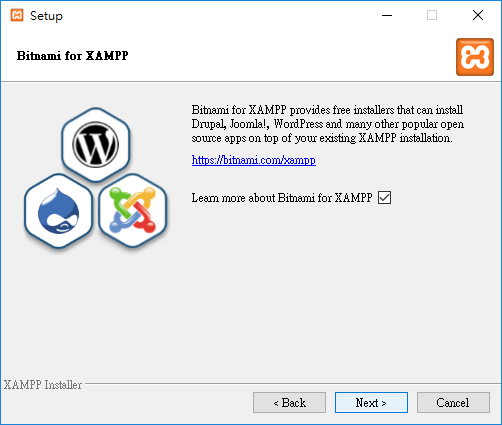 Setup
Bitnami for XAMPP
Bitnami for XAMPP provides free installers that can install
Drupal, Joomla!, WordPress and many other popular open
source apps on top of your existing XAMPP installation.
https://bitnami.com/xampp
Learn more about Bitnami for XAMPP
XAMPP Installer
< Back
Next >
Cancel